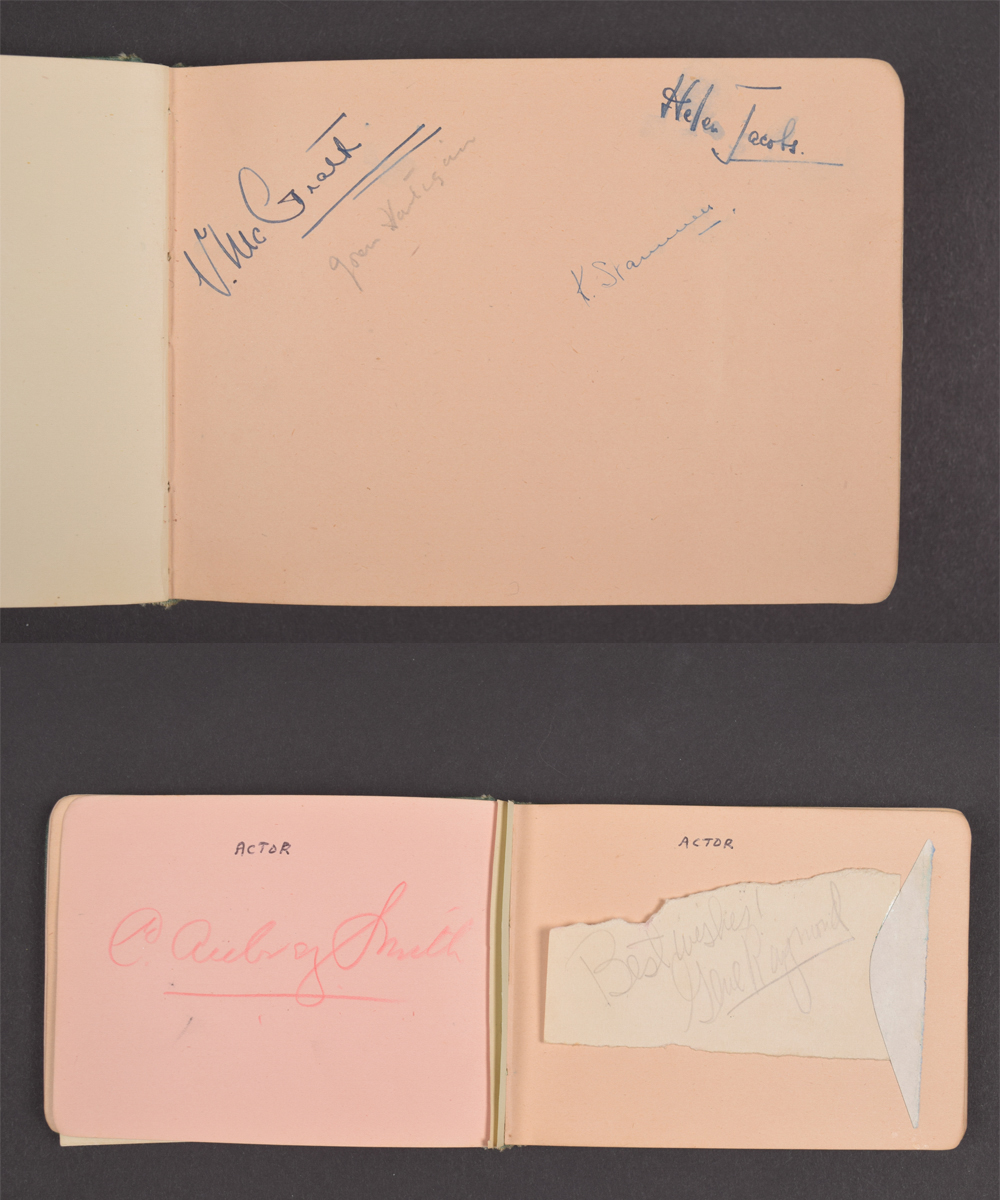 V. McGrath.
Joan Hartigan
Helen Jacobs.
K. Stammers.
ACTOR
C Aubrey Smith
ACTOR
Best wishes!
Gene Raymond